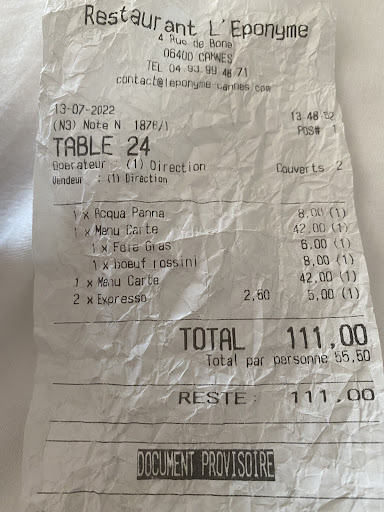 Restaurant L'Eponyme
4 Rue de Bone
06400 CANNES
TEL 04.93.99 48 71
contact@leponyme-cannes.com
13-07-2022 13:48:52
(N3) Note N 1876/1 POS# 1
TABLE 24
Operateur : (1) Direction Couverts 2
Vendeur : (1) Direction
1 x Acqua Panna 8,00 (1)
1 x Menu Carte 42,00 (1)
1 x Foie Gras 6,00 (1)
1 x boeuf rossini 8,00 (1)
1 x Menu Carte 42,00 (1)
2 x Expresso 2,50 5,00 (1)
TOTAL 111,00
Total par personne 55,50
RESTE: 111.00
DOCUMENT PROVISOIRE